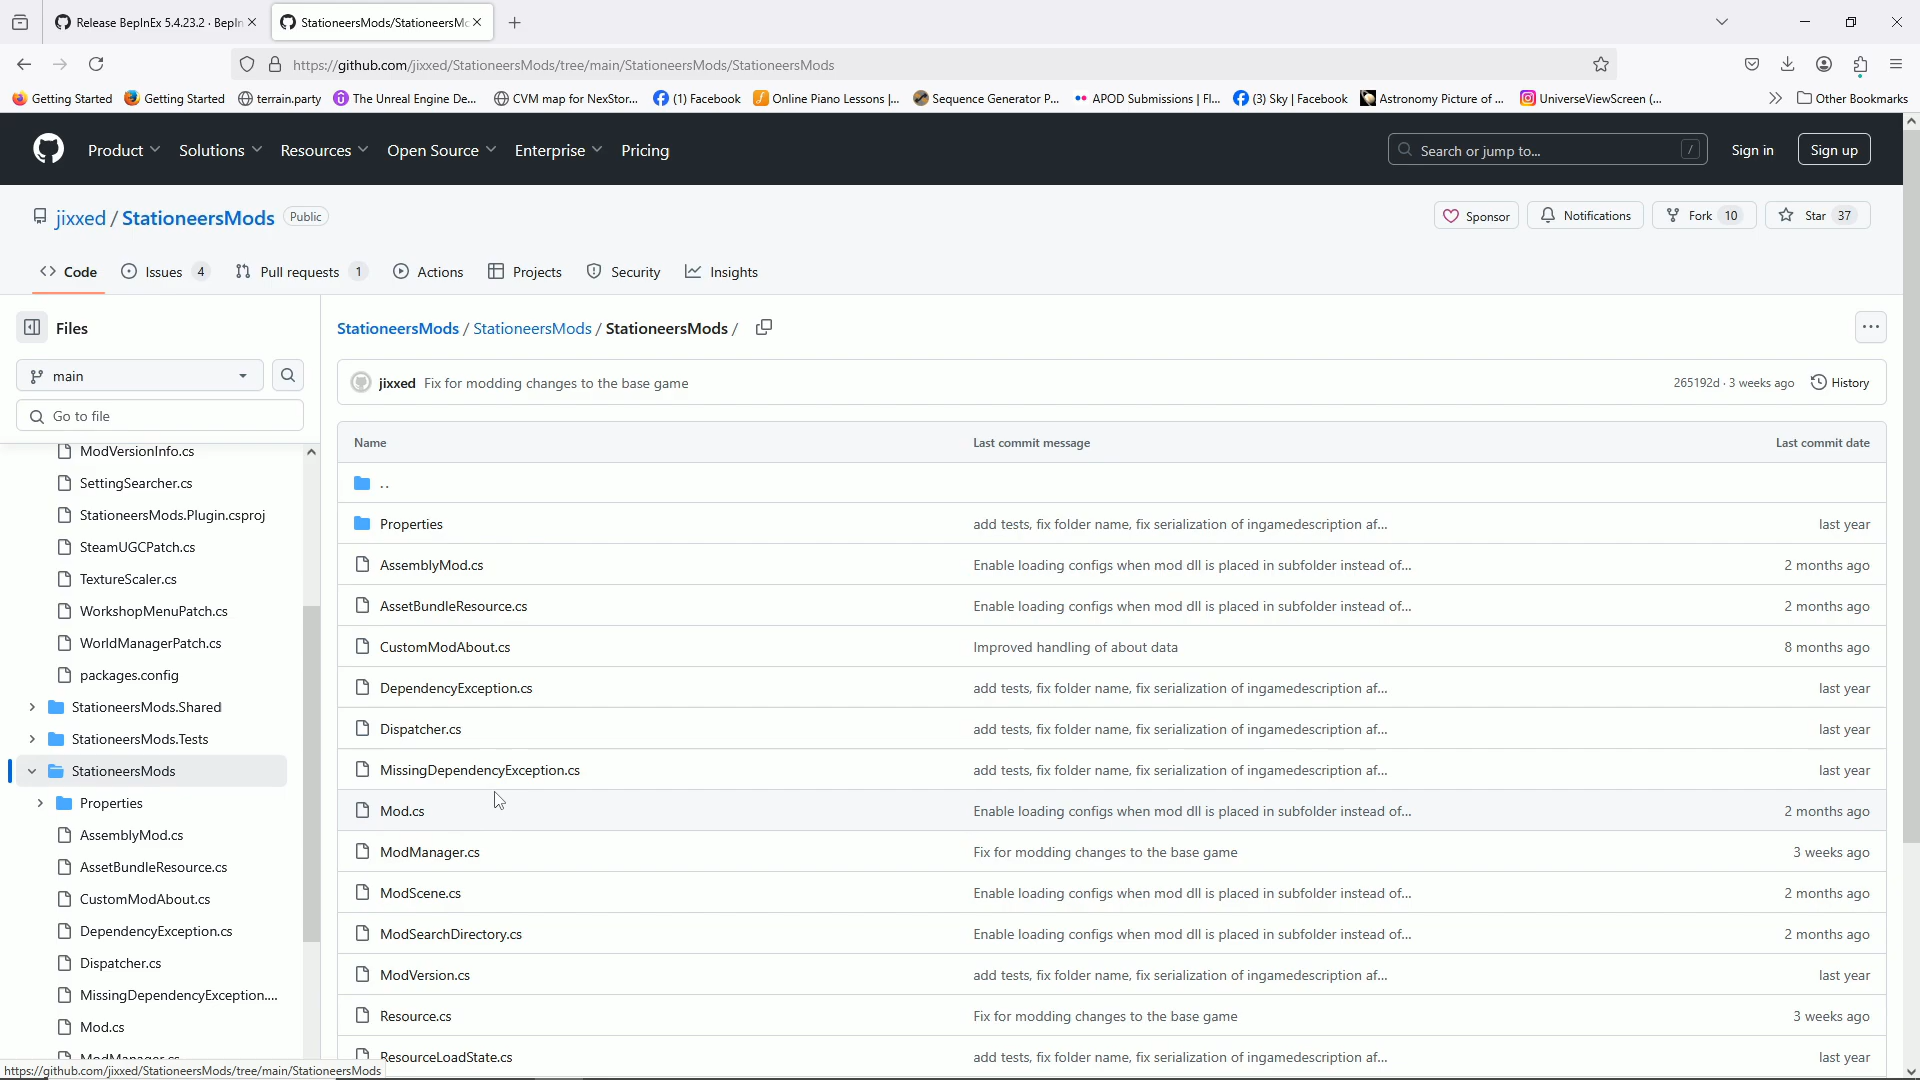 Release BepInEx 5.4.23.2 · BepIn
StationeersMods/StationeersMo
https://github.com/jixxed/StationeersMods/tree/main/StationeersMods/StationeersMods
Getting Started
Getting Started
terrain.party
The Unreal Engine De...
CVM map for NexStor...
(1) Facebook
Online Piano Lessons |...
Sequence Generator P...
APOD Submissions | Fl...
(3) Sky | Facebook
Astronomy Picture of ...
UniverseViewScreen (...
Other Bookmarks
Product
Solutions
Resources
Open Source
Enterprise
Pricing
Search or jump to...
/
Sign in
Sign up
jixxed / StationeersMods
Public
Sponsor
Notifications
Fork 10
Star 37
Code
Issues 4
Pull requests 1
Actions
Projects
Security
Insights
Files
main
Go to file
ModVersionInfo.cs
SettingSearcher.cs
StationeersMods.Plugin.csproj
SteamUGCPatch.cs
TextureScaler.cs
WorkshopMenuPatch.cs
WorldManagerPatch.cs
packages.config
StationeersMods.Shared
StationeersMods.Tests
StationeersMods
Properties
AssemblyMod.cs
AssetBundleResource.cs
CustomModAbout.cs
DependencyException.cs
Dispatcher.cs
MissingDependencyException....
Mod.cs
ModManager.cs
https://github.com/jixxed/StationeersMods/tree/main/StationeersMods
StationeersMods / StationeersMods / StationeersMods /
jixxed Fix for modding changes to the base game 265192d · 3 weeks ago History
Name Last commit message Last commit date
..
Properties add tests, fix folder name, fix serialization of ingamedescription af... last year
AssemblyMod.cs Enable loading configs when mod dll is placed in subfolder instead of... 2 months ago
AssetBundleResource.cs Enable loading configs when mod dll is placed in subfolder instead of... 2 months ago
CustomModAbout.cs Improved handling of about data 8 months ago
DependencyException.cs add tests, fix folder name, fix serialization of ingamedescription af... last year
Dispatcher.cs add tests, fix folder name, fix serialization of ingamedescription af... last year
MissingDependencyException.cs add tests, fix folder name, fix serialization of ingamedescription af... last year
Mod.cs Enable loading configs when mod dll is placed in subfolder instead of... 2 months ago
ModManager.cs Fix for modding changes to the base game 3 weeks ago
ModScene.cs Enable loading configs when mod dll is placed in subfolder instead of... 2 months ago
ModSearchDirectory.cs Enable loading configs when mod dll is placed in subfolder instead of... 2 months ago
ModVersion.cs add tests, fix folder name, fix serialization of ingamedescription af... last year
Resource.cs Fix for modding changes to the base game 3 weeks ago
ResourceLoadState.cs add tests, fix folder name, fix serialization of ingamedescription af... last year